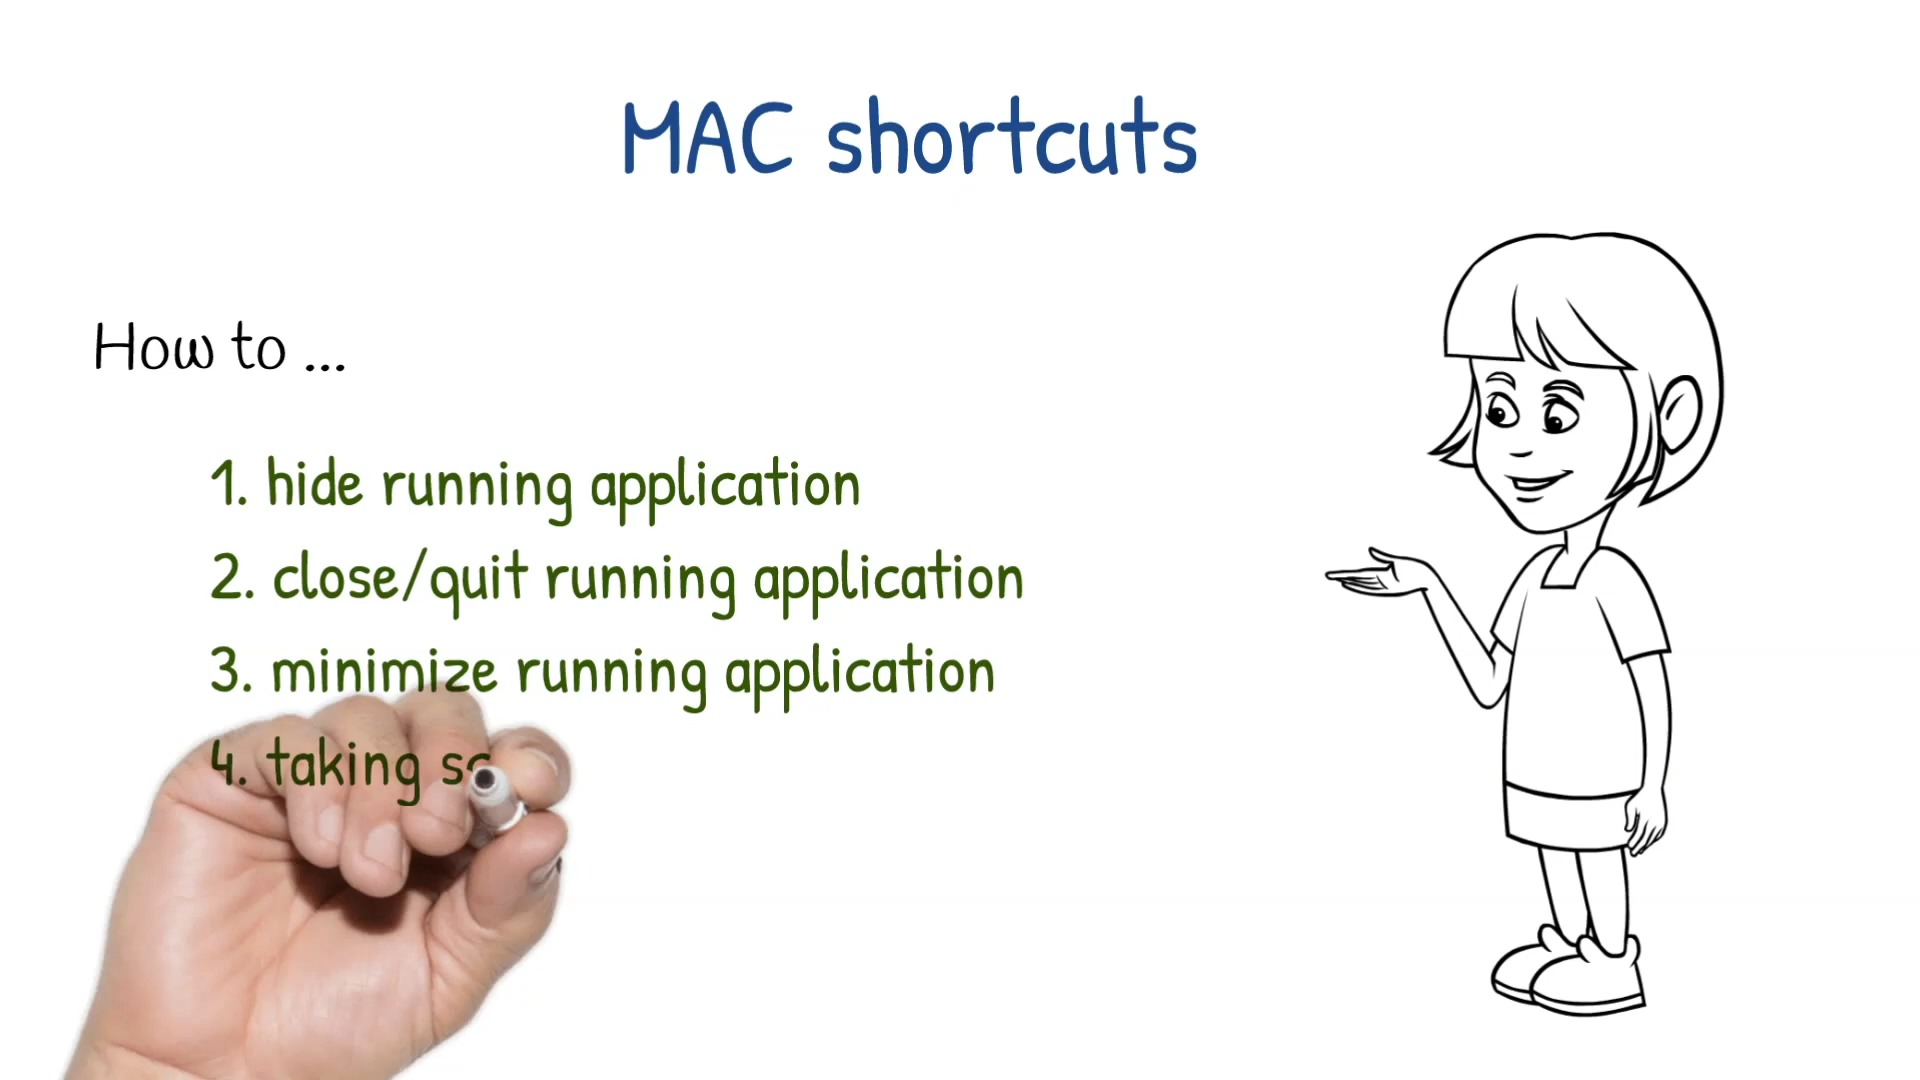 MAC shortcuts
How to ...
1. hide running application
2. close/quit running application
3. minimize running application
4. taking sc